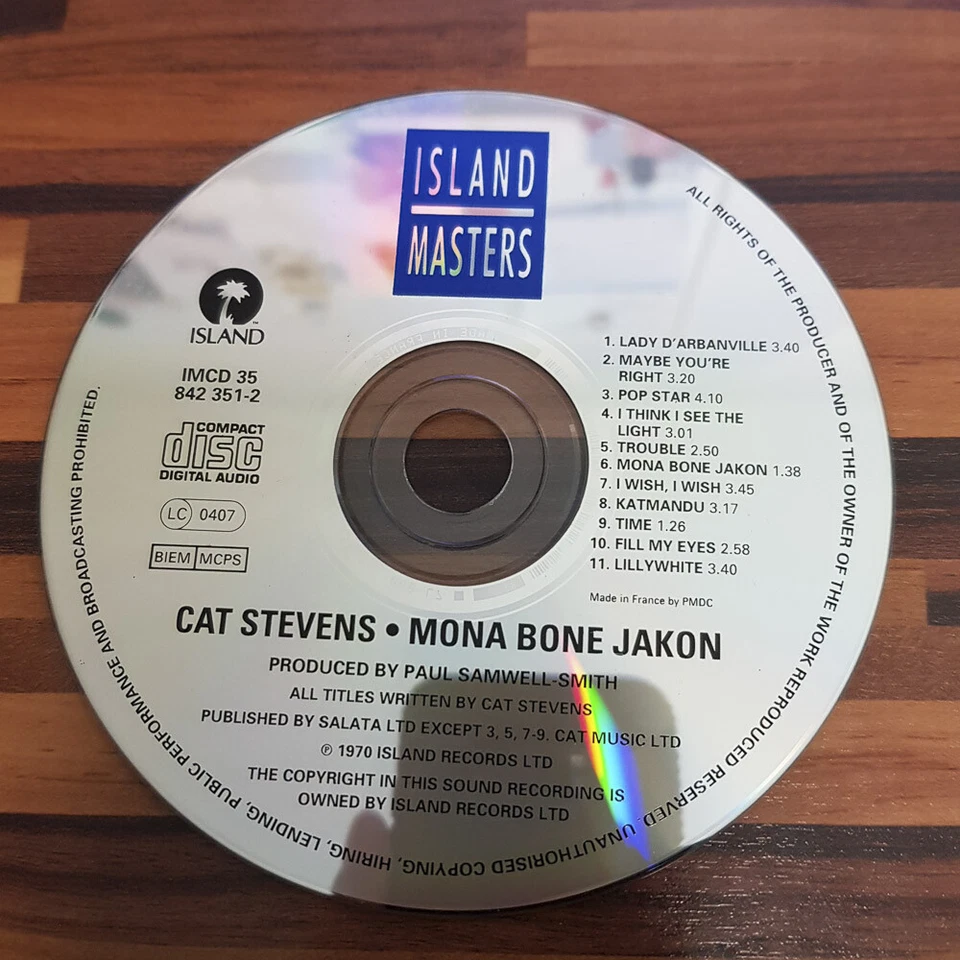 ISLAND
MASTERS
ISLAND™
IMCD 35
842 351-2
COMPACT
disc
DIGITAL AUDIO
LC 0407
BIEM MCPS
1. LADY D'ARBANVILLE 3.40
2. MAYBE YOU'RE
RIGHT 3.20
3. POP STAR 4.10
4. I THINK I SEE THE
LIGHT 3.01
5. TROUBLE 2.50
6. MONA BONE JAKON 1.38
7. I WISH, I WISH 3.45
8. KATMANDU 3.17
9. TIME 1.26
10. FILL MY EYES 2.58
11. LILLYWHITE 3.40
Made in France by PMDC
CAT STEVENS • MONA BONE JAKON
PRODUCED BY PAUL SAMWELL-SMITH
ALL TITLES WRITTEN BY CAT STEVENS
PUBLISHED BY SALATA LTD EXCEPT 3, 5, 7-9. CAT MUSIC LTD
℗ 1970 ISLAND RECORDS LTD
THE COPYRIGHT IN THIS SOUND RECORDING IS
OWNED BY ISLAND RECORDS LTD
ALL RIGHTS OF THE PRODUCER AND OF THE OWNER OF THE WORK REPRODUCED RESERVED. UNAUTHORISED COPYING, HIRING, LENDING, PUBLIC PERFORMANCE AND BROADCASTING PROHIBITED.